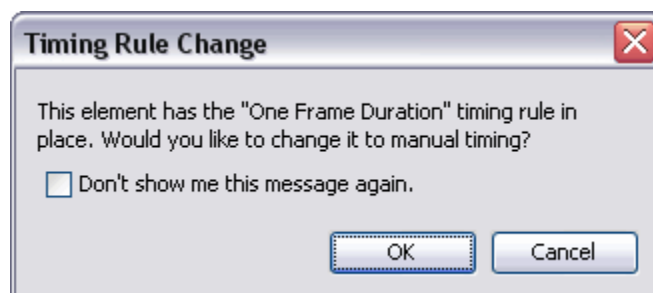 Timing Rule Change
This element has the "One Frame Duration" timing rule in
place. Would you like to change it to manual timing?
Don't show me this message again.
OK
Cancel